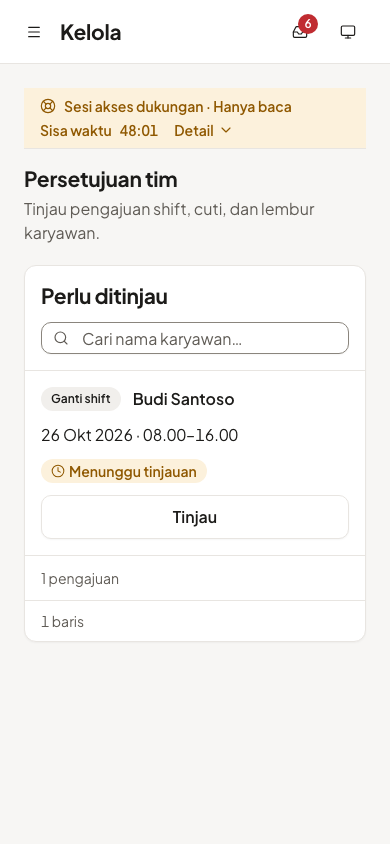 Kelola
6
Sesi akses dukungan · Hanya baca
Sisa waktu 48:01 Detail
Persetujuan tim
Tinjau pengajuan shift, cuti, dan lembur
karyawan.
Perlu ditinjau
Cari nama karyawan...
Ganti shift Budi Santoso
26 Okt 2026 · 08.00–16.00
Menunggu tinjauan
Tinjau
1 pengajuan
1 baris